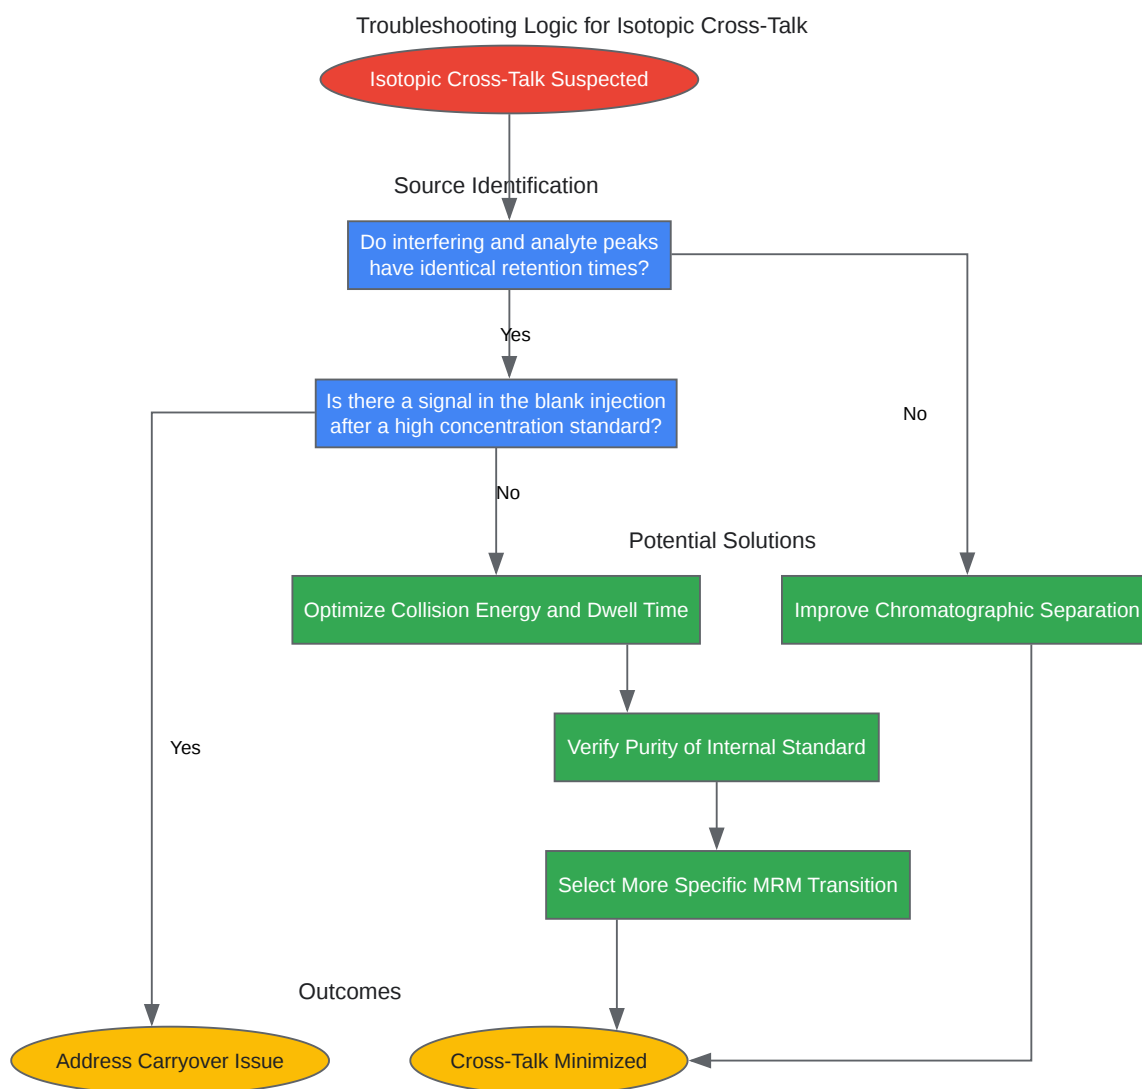 Troubleshooting Logic for Isotopic Cross-Talk
Isotopic Cross-Talk Suspected
Source Identification
Do interfering and analyte peaks
have identical retention times?
Yes
Is there a signal in the blank injection
after a high concentration standard?
No
No
Potential Solutions
Optimize Collision Energy and Dwell Time
Improve Chromatographic Separation
Verify Purity of Internal Standard
Yes
Select More Specific MRM Transition
Outcomes
Address Carryover Issue
Cross-Talk Minimized